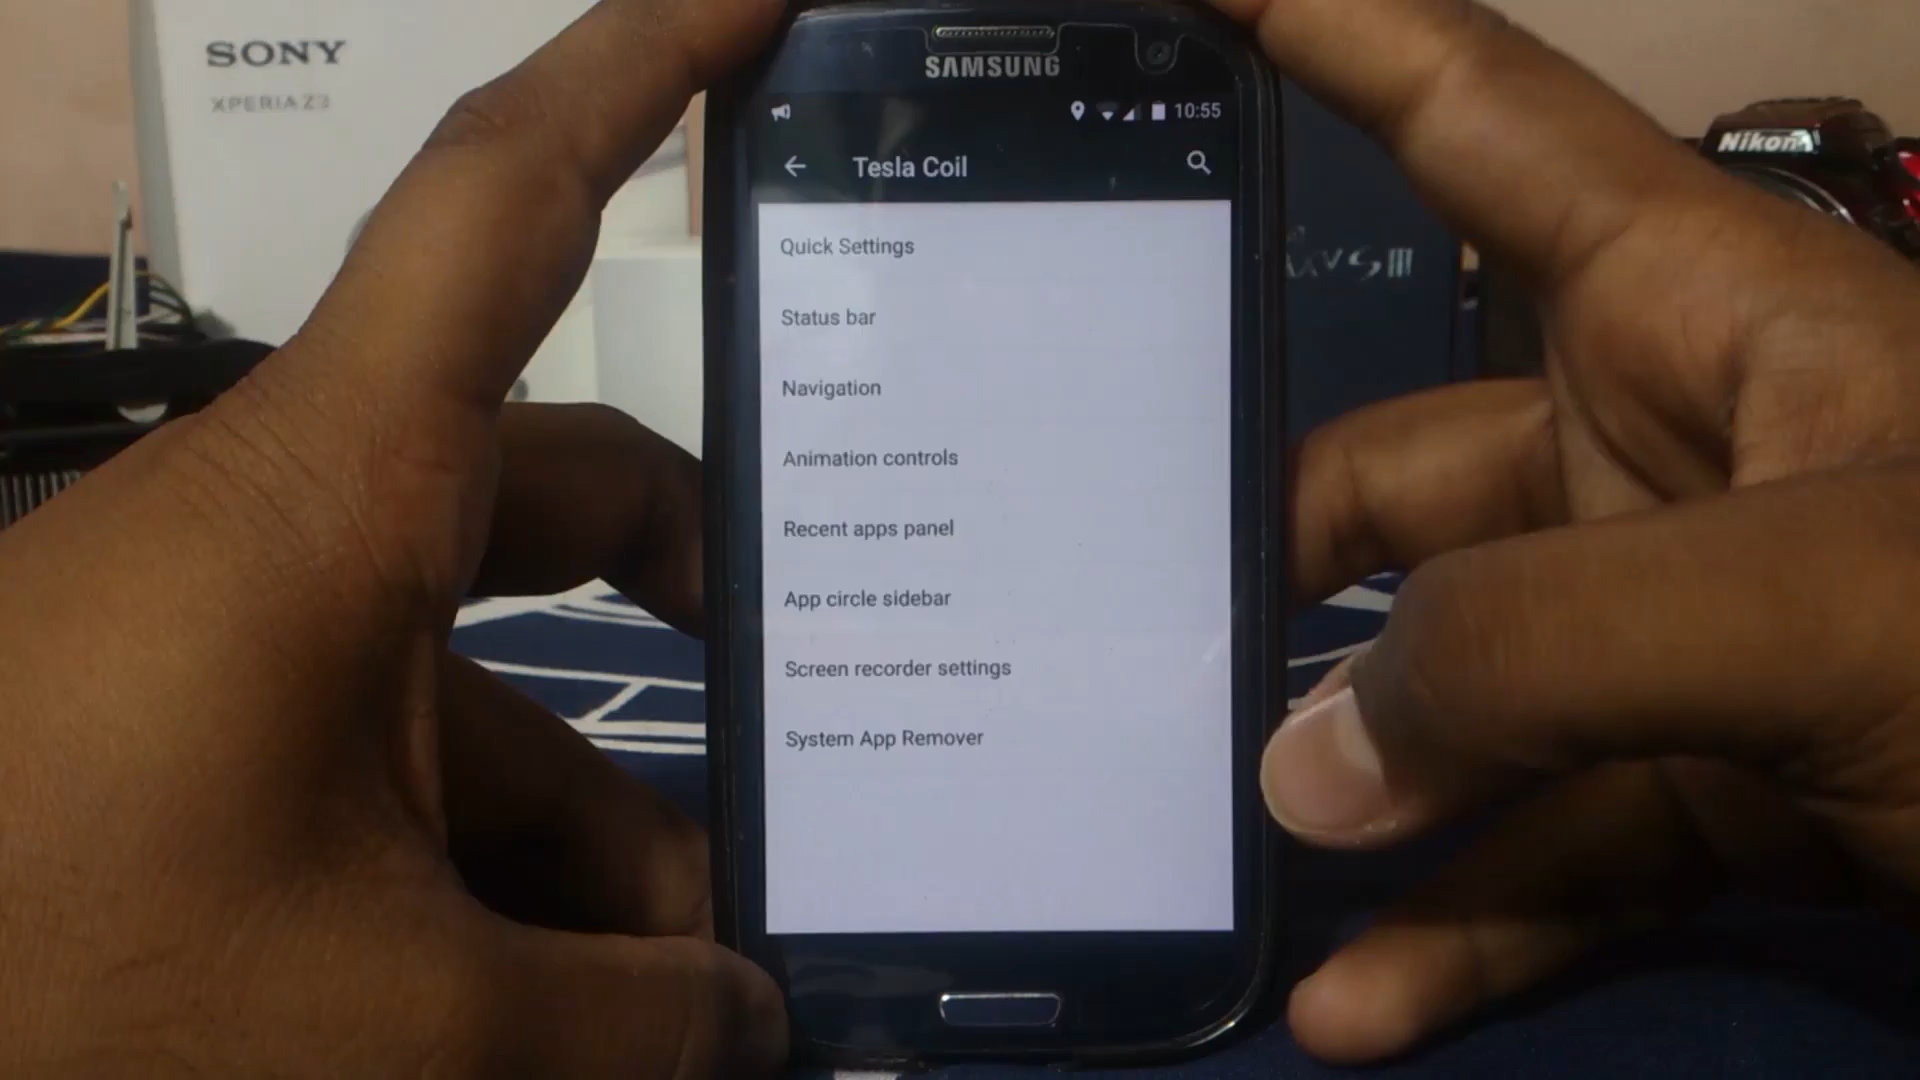 SONY
XPERIA Z3
SAMSUNG
10:55
Tesla Coil
Quick Settings
Status bar
Navigation
Animation controls
Recent apps panel
App circle sidebar
Screen recorder settings
System App Remover
Nikon
S III